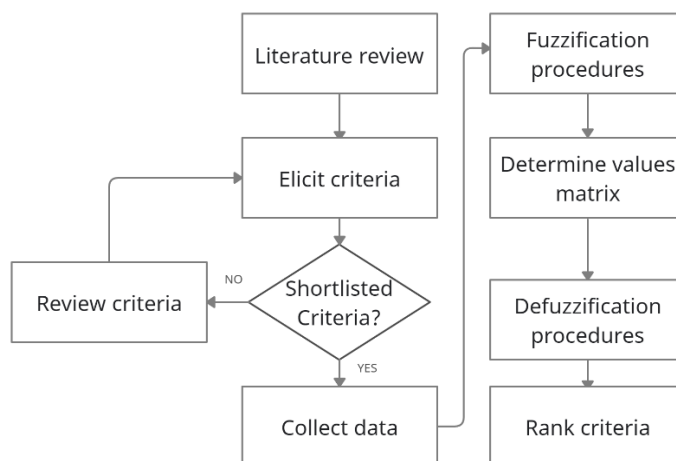 Literature review
Elicit criteria
Shortlisted
Criteria?
NO
Review criteria
YES
Collect data
Fuzzification
procedures
Determine values
matrix
Defuzzification
procedures
Rank criteria